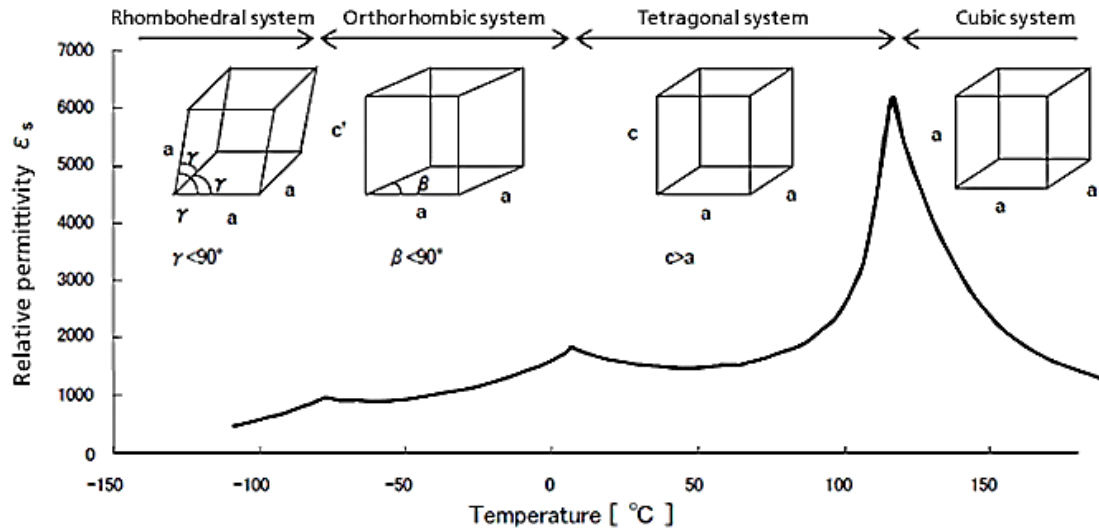 Rhombohedral system Orthorhombic system Tetragonal system Cubic system
7000
6000
5000
4000
3000
2000
1000
0
Relative permittivity εs
a γ γ γ a a
γ<90°
c' β a a
β<90°
c a a
c>a
a a a
-150 -100 -50 0 50 100 150
Temperature [ °C]